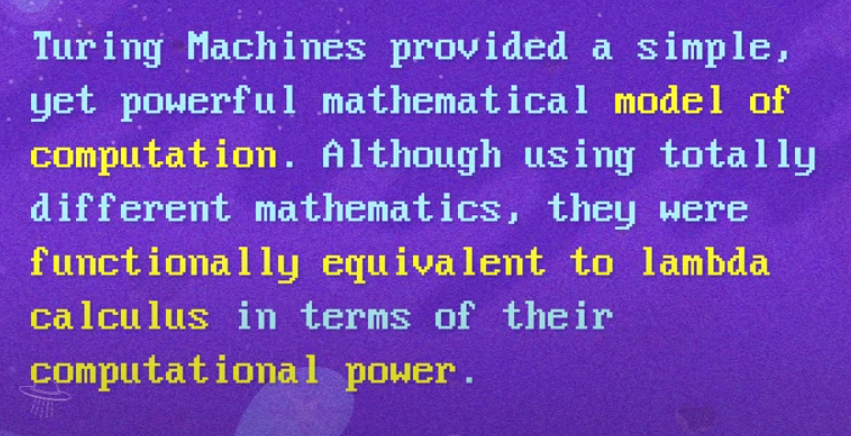 Turing Machines provided a simple,
yet powerful mathematical model of
computation. Although using totally
different mathematics, they were
functionally equivalent to lambda
calculus in terms of their
computational power.